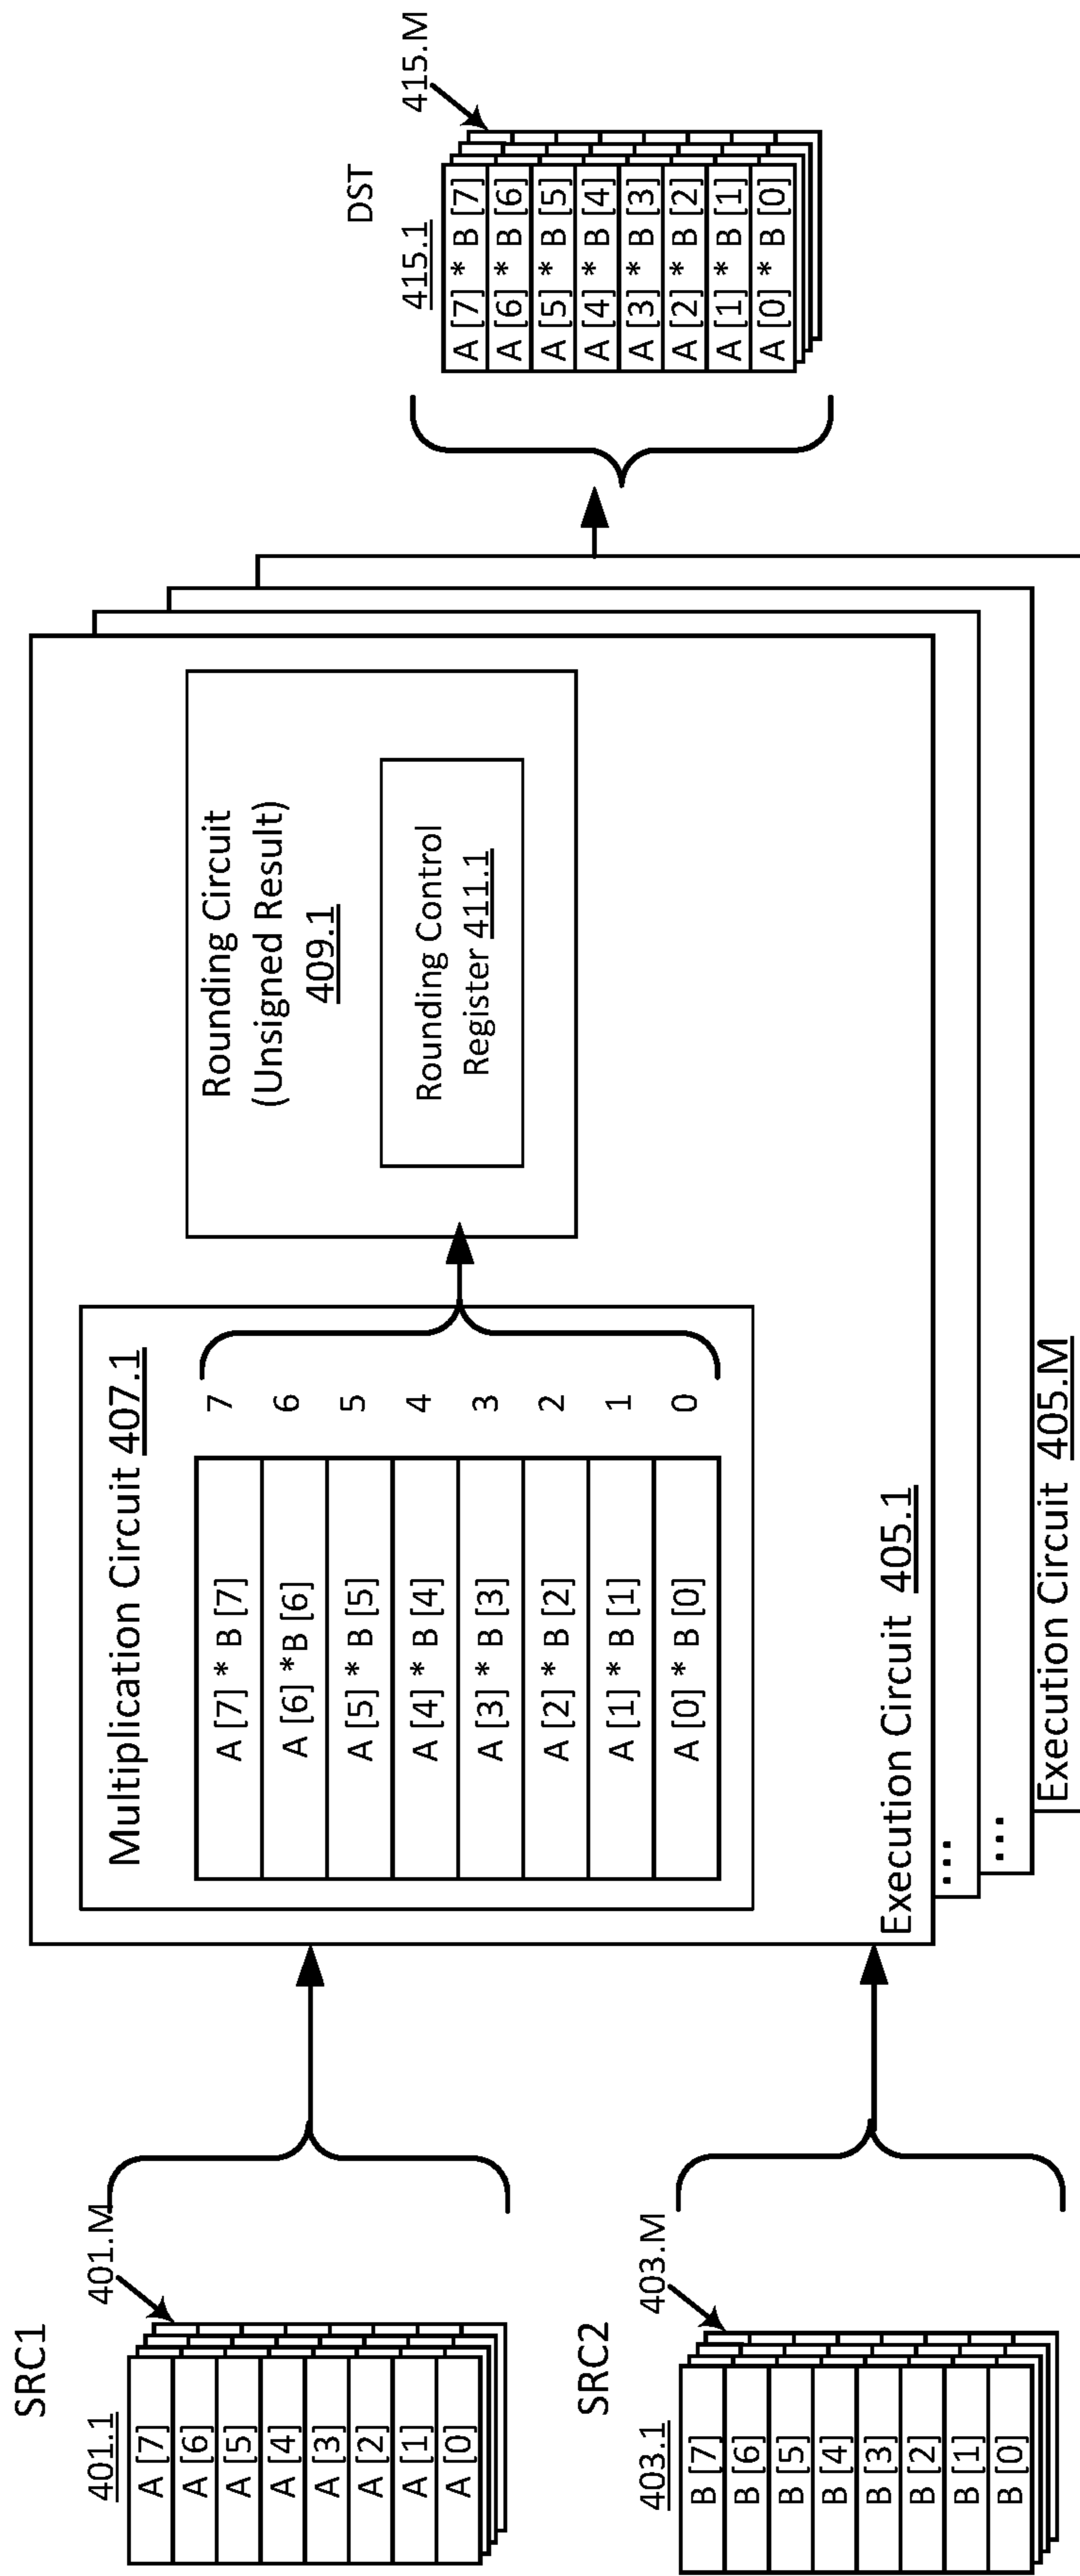 SRC1
401.1
401.M
A [7]
A [6]
A [5]
A [4]
A [3]
A [2]
A [1]
A [0]
SRC2
403.1
403.M
B [7]
B [6]
B [5]
B [4]
B [3]
B [2]
B [1]
B [0]
Multiplication Circuit 407.1
A [7] * B [7]
7
A [6] *B [6]
6
A [5] * B [5]
5
A [4] * B [4]
4
A [3] * B [3]
3
A [2] * B [2]
2
A [1] * B [1]
1
A [0] * B [0]
0
Rounding Circuit
(Unsigned Result)
409.1
Rounding Control
Register 411.1
Execution Circuit 405.1
...
...
Execution Circuit 405.M
DST
415.1
415.M
A [7] * B [7]
A [6] * B [6]
A [5] * B [5]
A [4] * B [4]
A [3] * B [3]
A [2] * B [2]
A [1] * B [1]
A [0] * B [0]